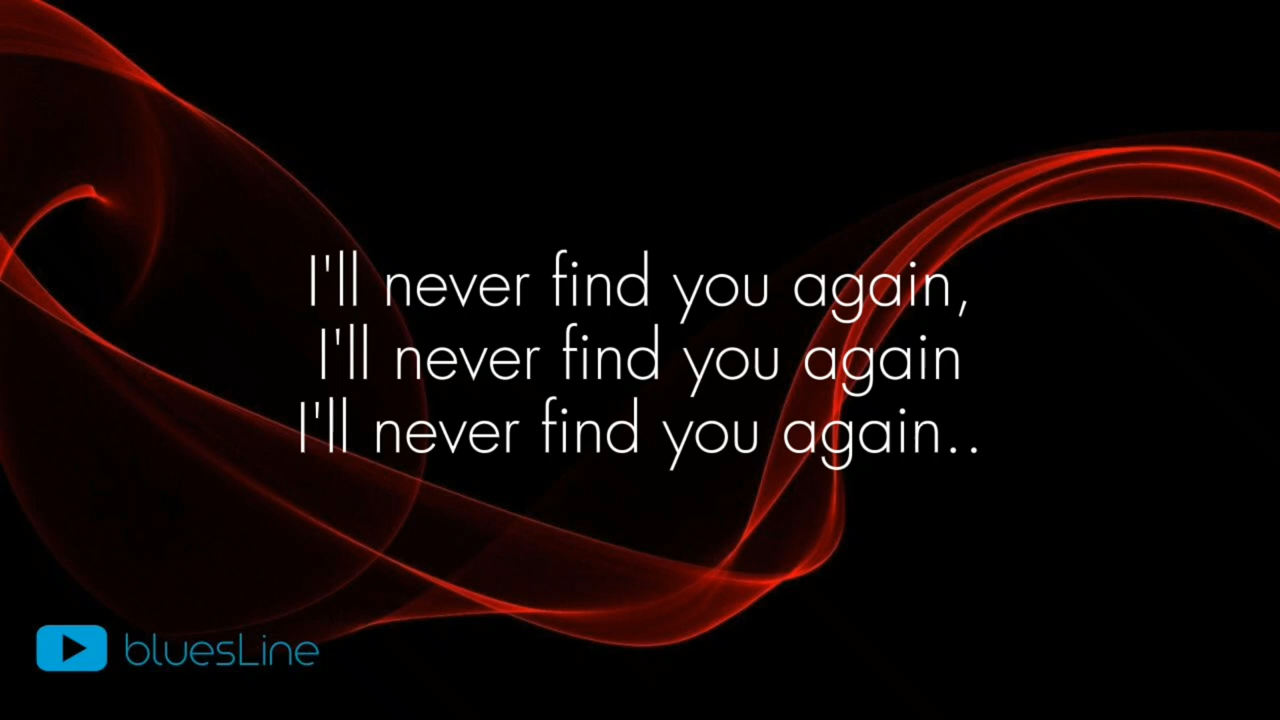 I'll never find you again,
I'll never find you again
I'll never find you again..
bluesLine